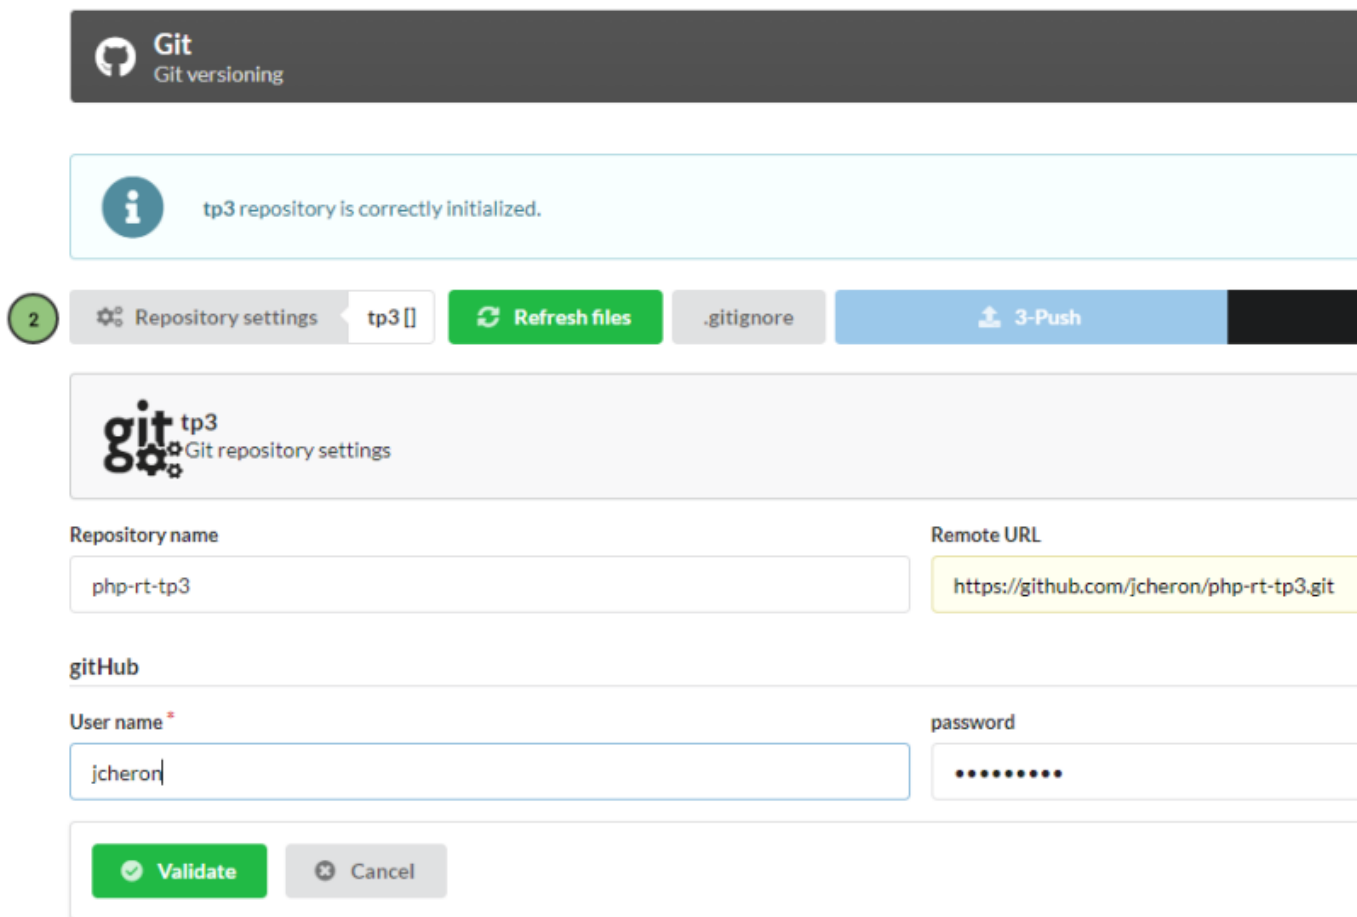 Git
Git versioning
tp3 repository is correctly initialized.
2
Repository settings
tp3 []
Refresh files
.gitignore
3-Push
git
tp3
Git repository settings
Repository name
Remote URL
php-rt-tp3
https://github.com/jcheron/php-rt-tp3.git
gitHub
User name *
password
jcheron
•••••••••
Validate
Cancel